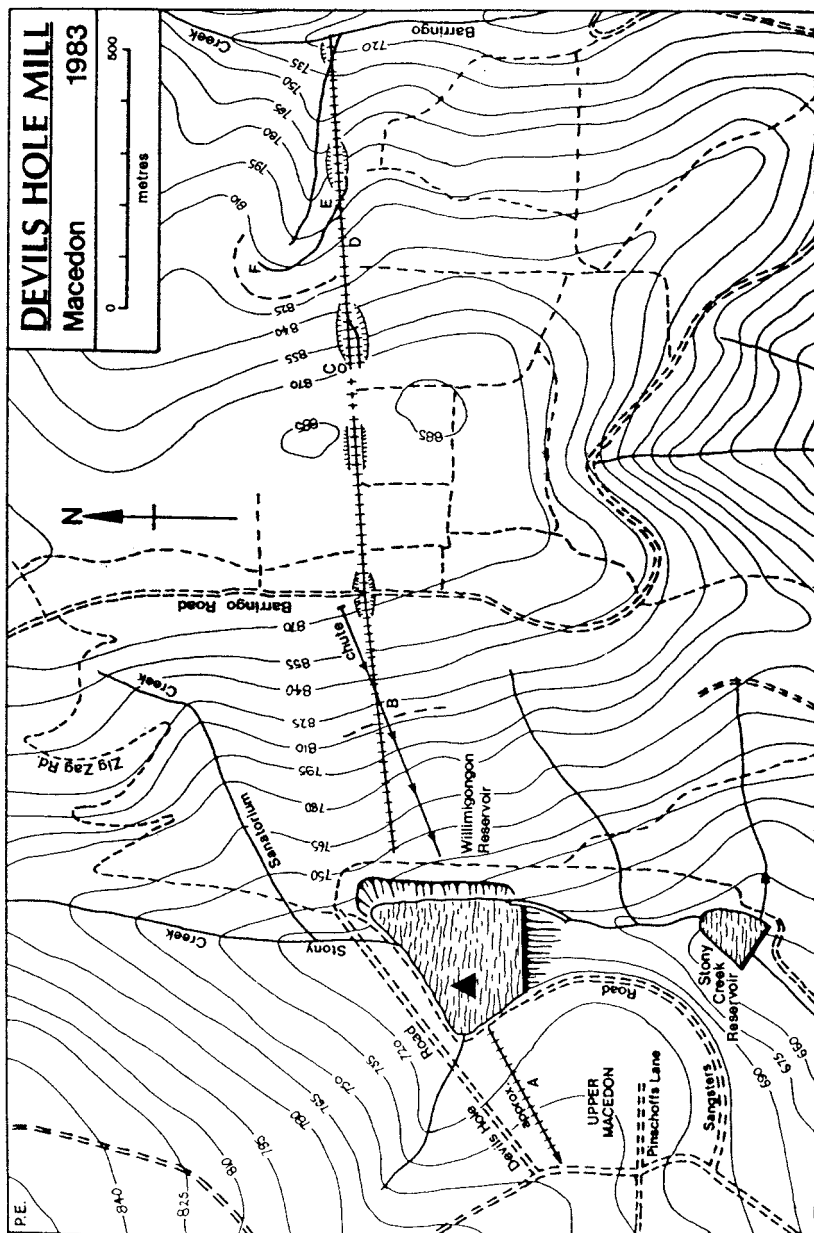 DEVILS HOLE MILL
Macedon 1983
0 500
metres
P.E.
N
Creek
Barringo
720
735
750
765
780
795
810
825
840
855
870
885
885
F
E
D
C
Barringo Road
chute
B
870
855
840
825
810
795
780
765
750
Zig Zag Rd.
Creek
Sanatorium
Creek
Stony
Willimigongon
Reservoir
Road
Devils Hole
approx.
A
UPPER
MACEDON
Pinschoffs Lane
Sangsters
Road
Stony
Creek
Reservoir
840
825
810
795
780
765
750
735
720
690
675
660